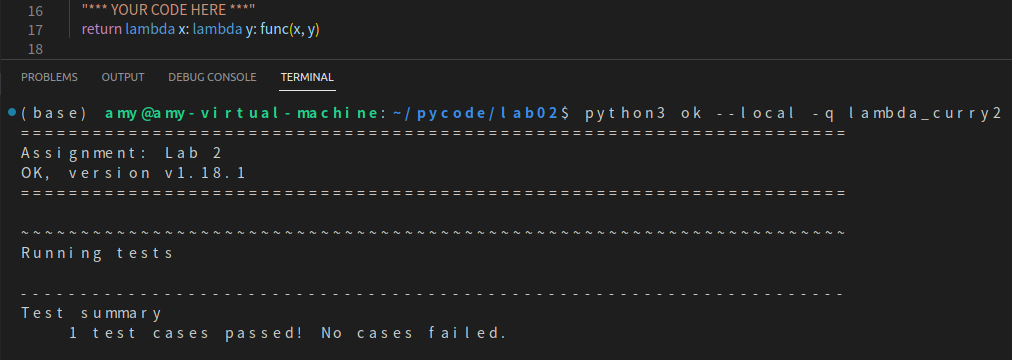 16 "*** YOUR CODE HERE ***"
17 return lambda x: lambda y: func(x, y)
18
PROBLEMS OUTPUT DEBUG CONSOLE TERMINAL
(base) amy@amy-virtual-machine:~/pycode/lab02$ python3 ok --local -q lambda_curry2
=====================================================================
Assignment: Lab 2
OK, version v1.18.1
=====================================================================
~~~~~~~~~~~~~~~~~~~~~~~~~~~~~~~~~~~~~~~~~~~~~~~~~~~~~~~~~~~~~~~~~~~~~
Running tests
---------------------------------------------------------------------
Test summary
1 test cases passed! No cases failed.